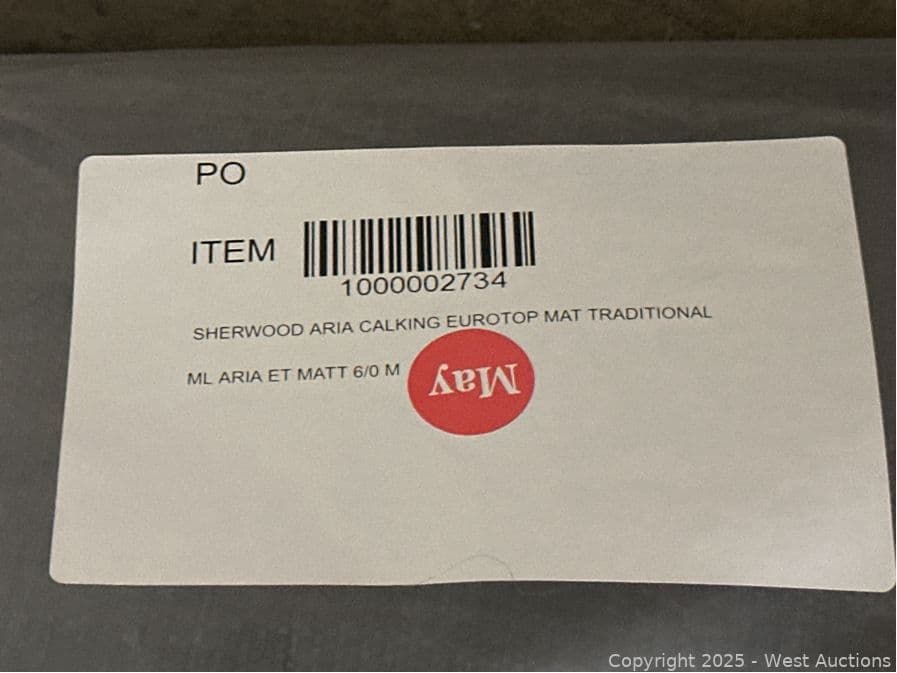 PO
ITEM
1000002734
SHERWOOD ARIA CALKING EUROTOP MAT TRADITIONAL
ML ARIA ET MATT 6/0 M
May
Copyright 2025 - West Auctions